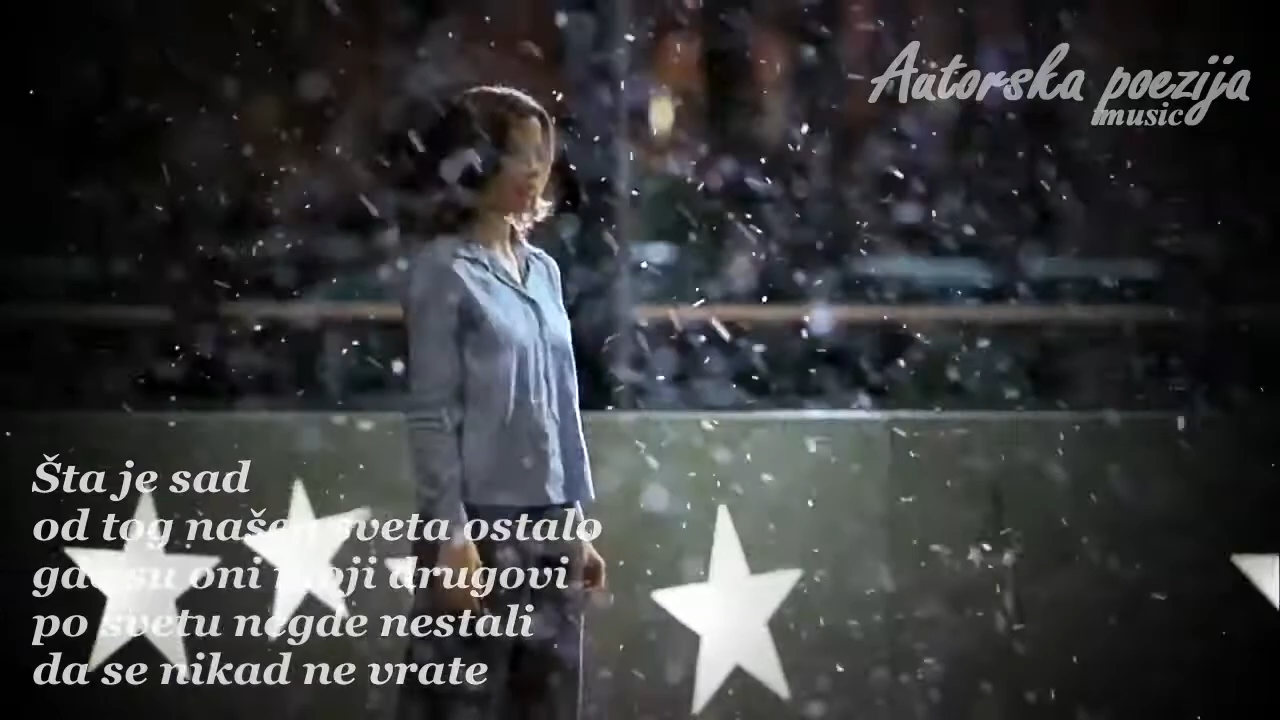 Autorska poezija
music
Šta je sad
od tog našeg sveta ostalo
gde su oni moji drugovi
po svetu negde nestali
da se nikad ne vrate